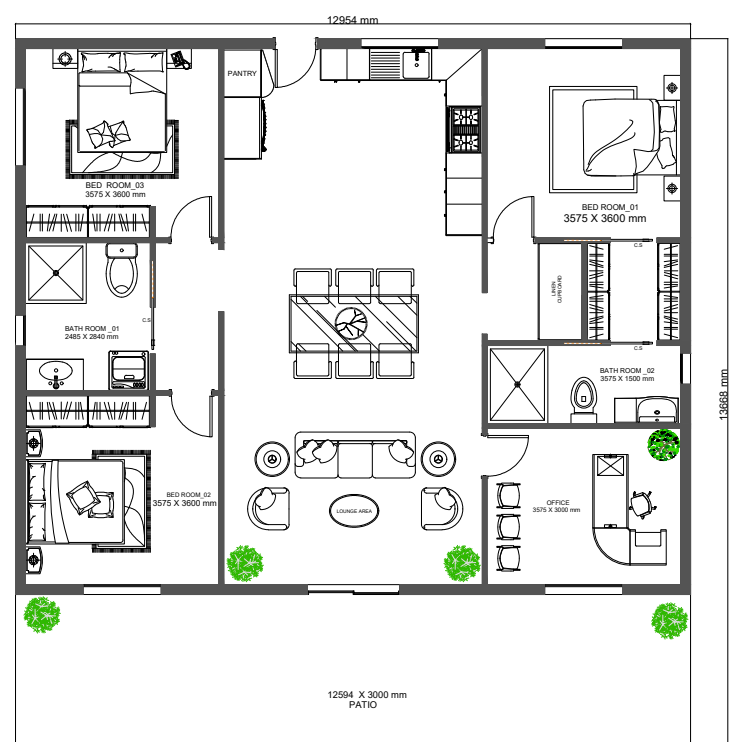 12954 mm
PANTRY
BED ROOM_03
3575 X 3600 mm
BED ROOM_01
3575 X 3600 mm
C.S
LINEN
CUPBOARD
C.S
BATH ROOM _01
2485 X 2840 mm
C.S
BATH ROOM _02
3575 X 1500 mm
13668 mm
BED ROOM_02
3575 X 3600 mm
LOUNGE AREA
OFFICE
3575 X 3000 mm
12594 X 3000 mm
PATIO